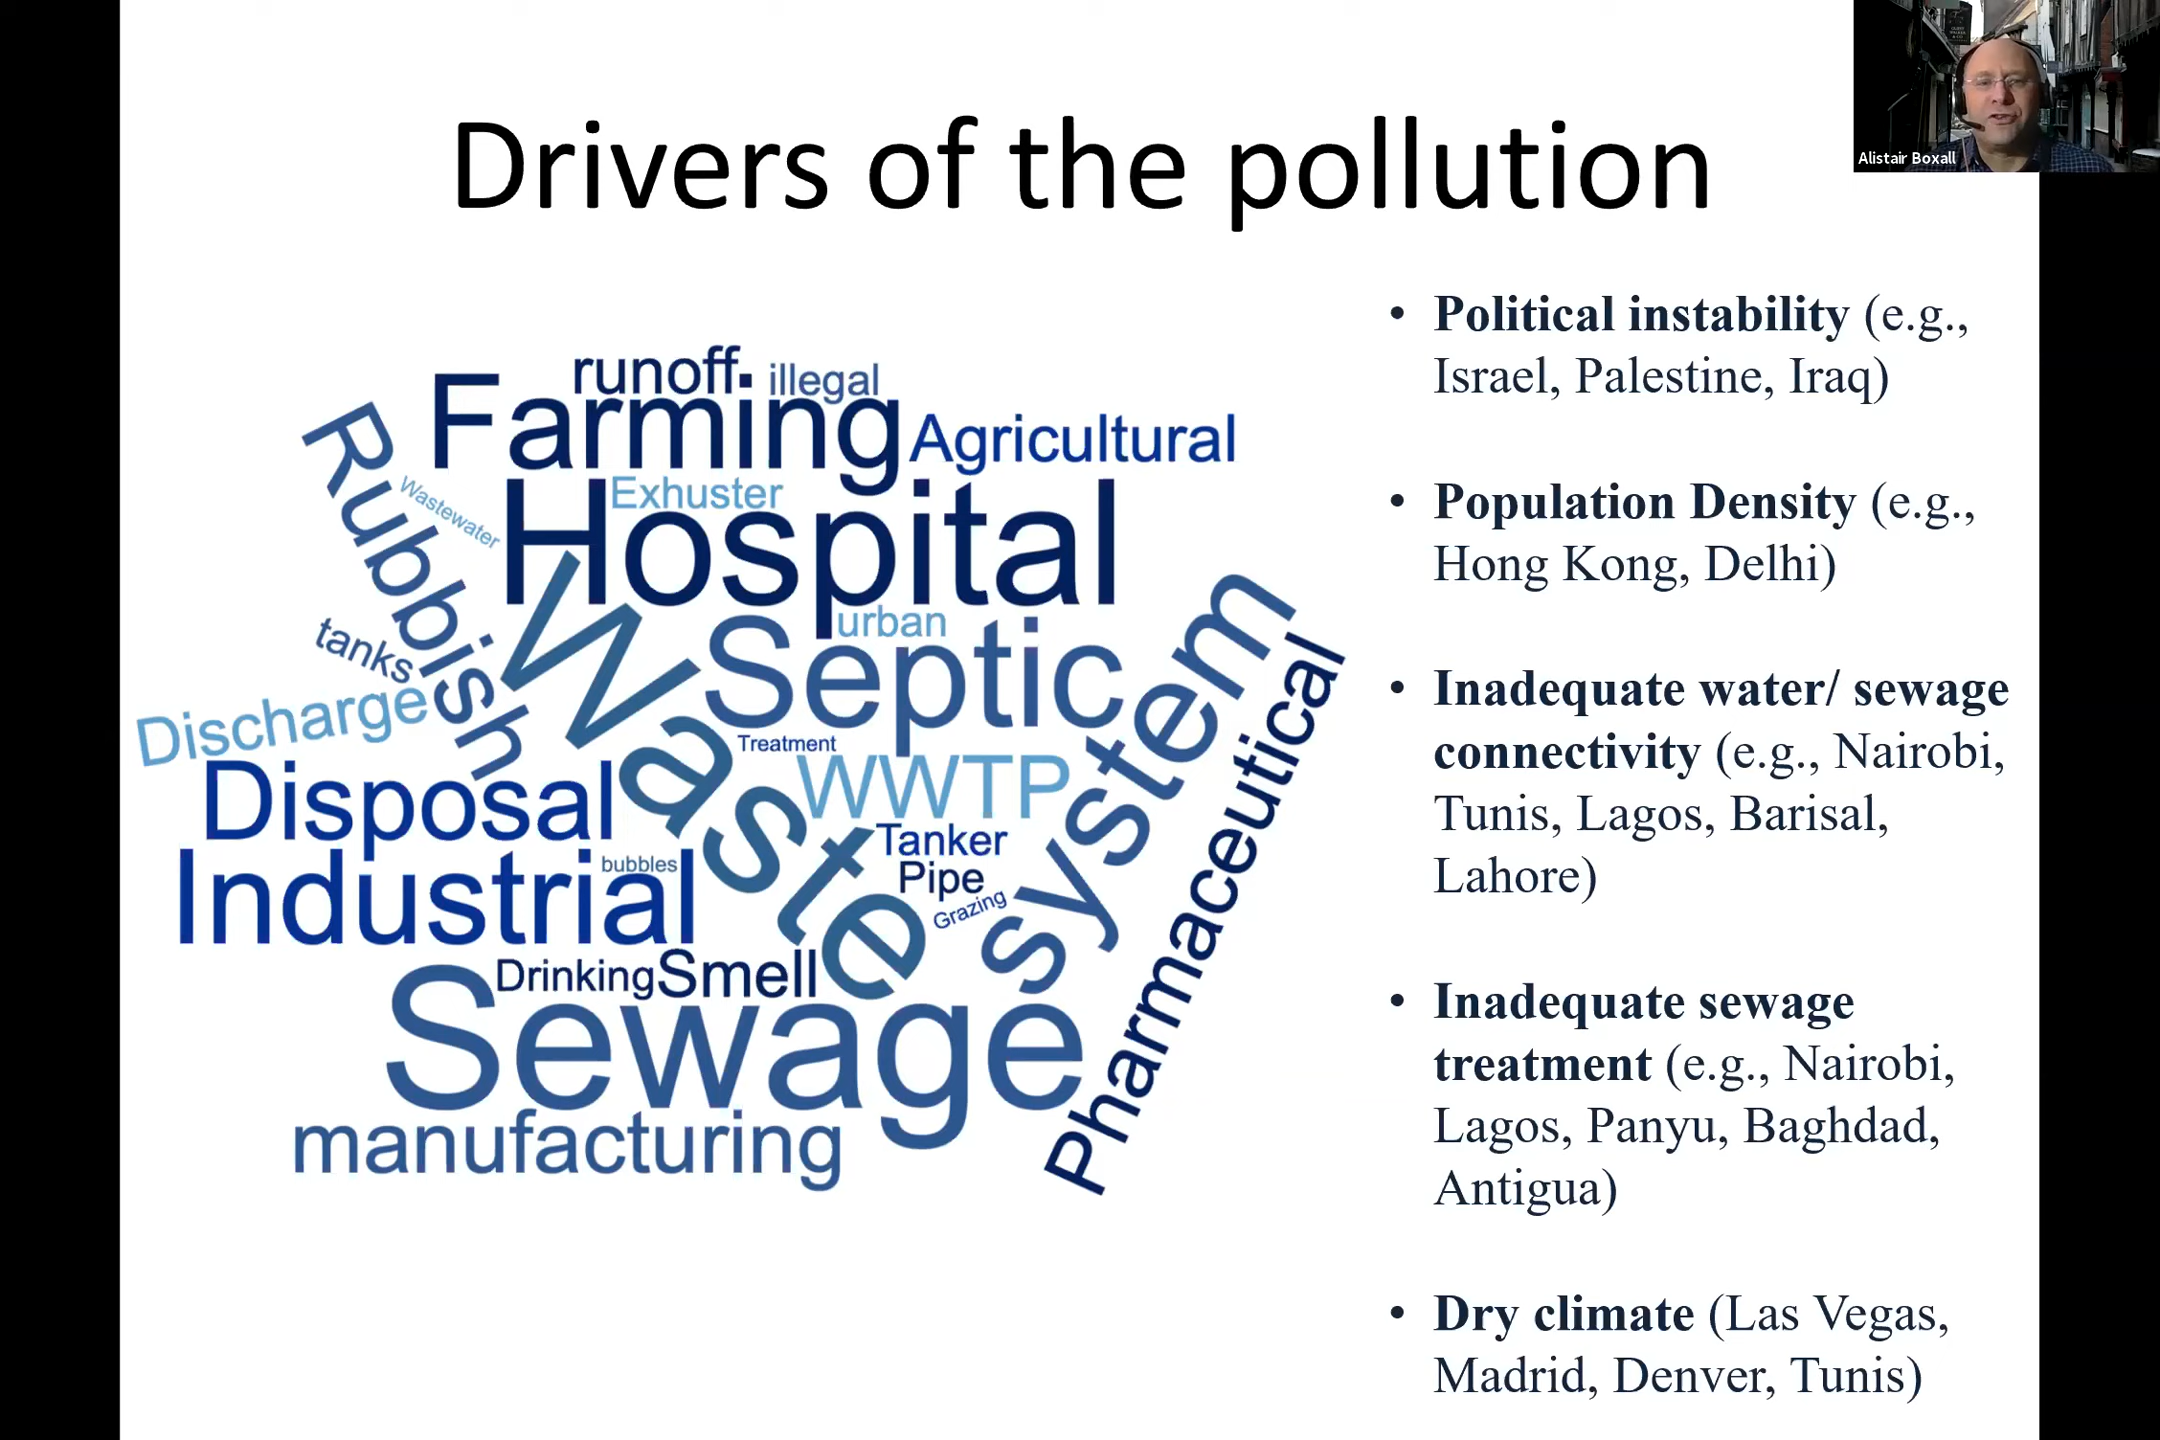 Drivers of the pollution
Alistair Boxall
runoff
illegal
Farming
Agricultural
Rubbish
Wastewater
Exhuster
Hospital
urban
tanks
Septic
system
Discharge
Waste
Treatment
WWTP
Pharmaceutical
Disposal
Tanker
Industrial
bubbles
Pipe
Grazing
Drinking
Smell
Sewage
manufacturing
• Political instability (e.g.,
Israel, Palestine, Iraq)
• Population Density (e.g.,
Hong Kong, Delhi)
• Inadequate water/ sewage
connectivity (e.g., Nairobi,
Tunis, Lagos, Barisal,
Lahore)
• Inadequate sewage
treatment (e.g., Nairobi,
Lagos, Panyu, Baghdad,
Antigua)
• Dry climate (Las Vegas,
Madrid, Denver, Tunis)